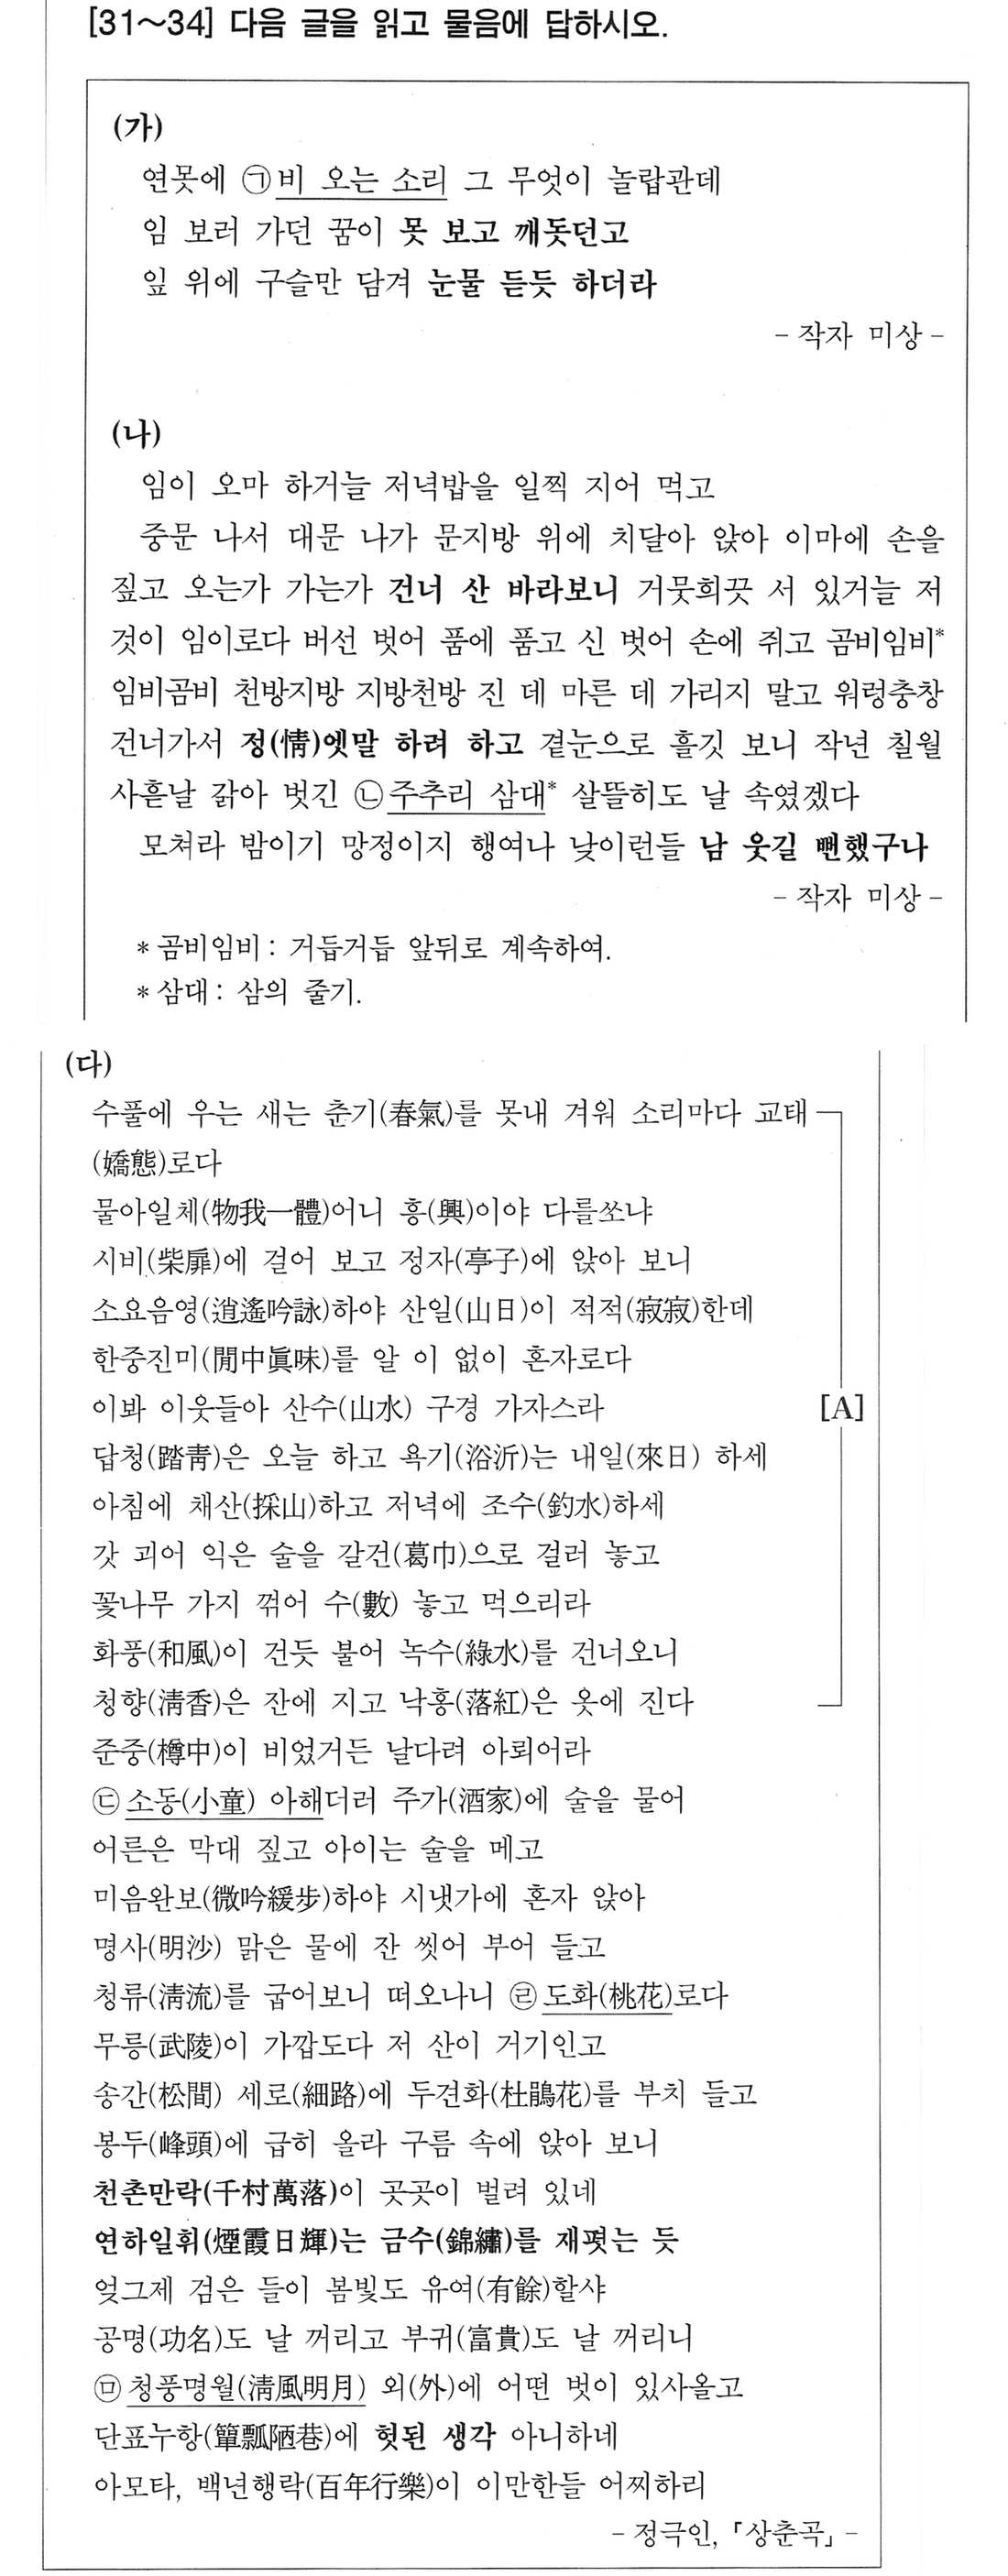 [31～34] 다음 글을 읽고 물음에 답하시오.
(가)
연못에 ㉠비 오는 소리 그 무엇이 놀랍관데
임 보러 가던 꿈이 못 보고 깨돗던고
잎 위에 구슬만 담겨 눈물 듣듯 하더라
- 작자 미상 -
(나)
임이 오마 하거늘 저녁밥을 일찍 지어 먹고
중문 나서 대문 나가 문지방 위에 치달아 앉아 이마에 손을
짚고 오는가 가는가 건너 산 바라보니 거뭇희끗 서 있거늘 저
것이 임이로다 버선 벗어 품에 품고 신 벗어 손에 쥐고 곰비임비*
임비곰비 천방지방 지방천방 진 데 마른 데 가리지 말고 워렁충창
건너가서 정(情)엣말 하려 하고 곁눈으로 흘깃 보니 작년 칠월
사흗날 갉아 벗긴 ㉡주추리 삼대* 살뜰히도 날 속였겠다
모쳐라 밤이기 망정이지 행여나 낮이런들 남 웃길 뻔했구나
- 작자 미상 -
* 곰비임비 : 거듭거듭 앞뒤로 계속하여.
* 삼대 : 삼의 줄기.
(다)
수풀에 우는 새는 춘기(春氣)를 못내 겨워 소리마다 교태
(嬌態)로다
물아일체(物我一體)어니 흥(興)이야 다를쏘냐
시비(柴扉)에 걸어 보고 정자(亭子)에 앉아 보니
소요음영(逍遙吟詠)하야 산일(山日)이 적적(寂寂)한데
한중진미(閒中眞味)를 알 이 없이 혼자로다
이봐 이웃들아 산수(山水) 구경 가자스라
[A]
답청(踏靑)은 오늘 하고 욕기(浴沂)는 내일(來日) 하세
아침에 채산(採山)하고 저녁에 조수(釣水)하세
갓 괴어 익은 술을 갈건(葛巾)으로 걸러 놓고
꽃나무 가지 꺾어 수(數) 놓고 먹으리라
화풍(和風)이 건듯 불어 녹수(綠水)를 건너오니
청향(淸香)은 잔에 지고 낙홍(落紅)은 옷에 진다
준중(樽中)이 비었거든 날다려 아뢰어라
㉢소동(小童) 아해더러 주가(酒家)에 술을 물어
어른은 막대 짚고 아이는 술을 메고
미음완보(微吟緩步)하야 시냇가에 혼자 앉아
명사(明沙) 맑은 물에 잔 씻어 부어 들고
청류(淸流)를 굽어보니 떠오나니 ㉣도화(桃花)로다
무릉(武陵)이 가깝도다 저 산이 거기인고
송간(松間) 세로(細路)에 두견화(杜鵑花)를 부치 들고
봉두(峰頭)에 급히 올라 구름 속에 앉아 보니
천촌만락(千村萬落)이 곳곳이 벌려 있네
연하일휘(煙霞日輝)는 금수(錦繡)를 재폇는 듯
엊그제 검은 들이 봄빛도 유여(有餘)할샤
공명(功名)도 날 꺼리고 부귀(富貴)도 날 꺼리니
㉤청풍명월(淸風明月) 외(外)에 어떤 벗이 있사올고
단표누항(簞瓢陋巷)에 헛된 생각 아니하네
아모타, 백년행락(百年行樂)이 이만한들 어찌하리
- 정극인, 「상춘곡」 -